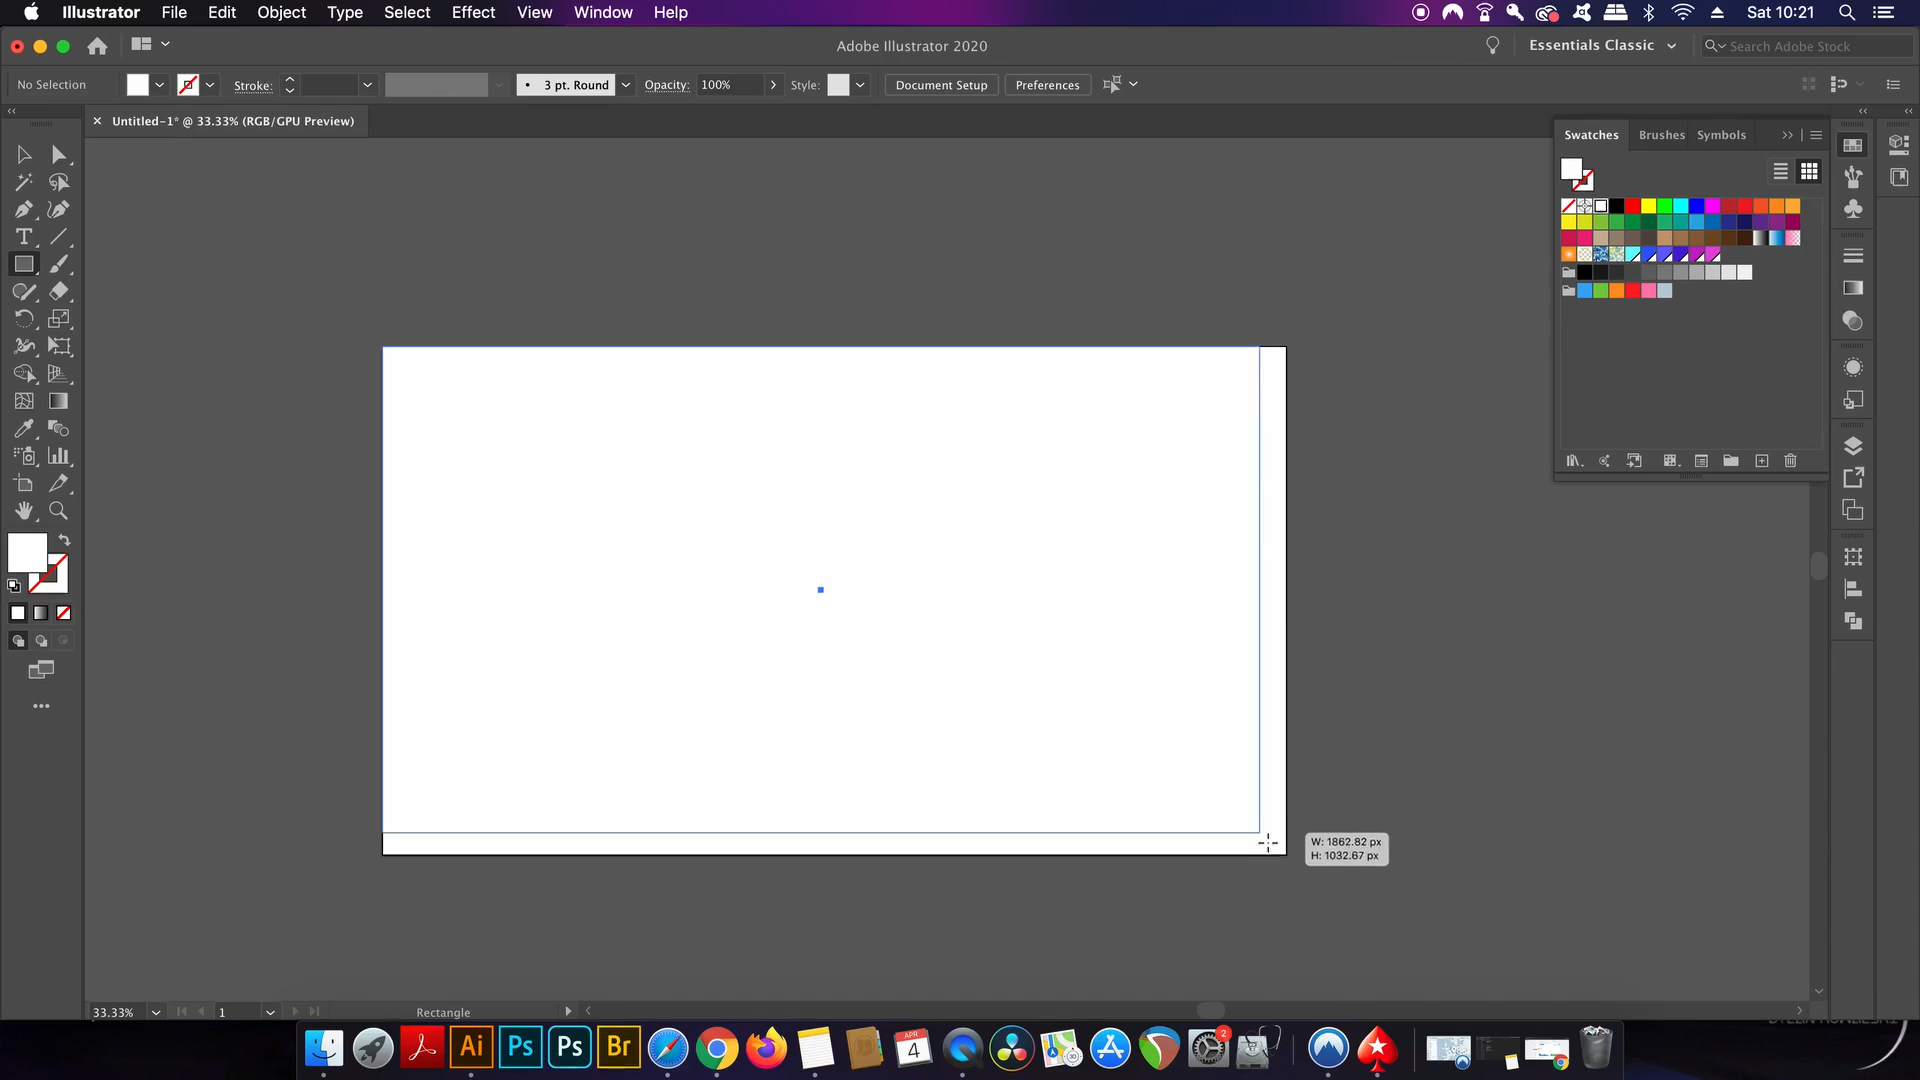 Illustrator File Edit Object Type Select Effect View Window Help
Sat 10:21
Adobe Illustrator 2020
Essentials Classic
Search Adobe Stock
No Selection
Stroke:
3 pt. Round
Opacity: 100%
Style:
Document Setup
Preferences
× Untitled-1* @ 33.33% (RGB/GPU Preview)
Swatches Brushes Symbols
W: 1862.82 px
H: 1032.67 px
33.33%
1
Rectangle
Ai
Ps
Ps
Br
APR
4
3D
2